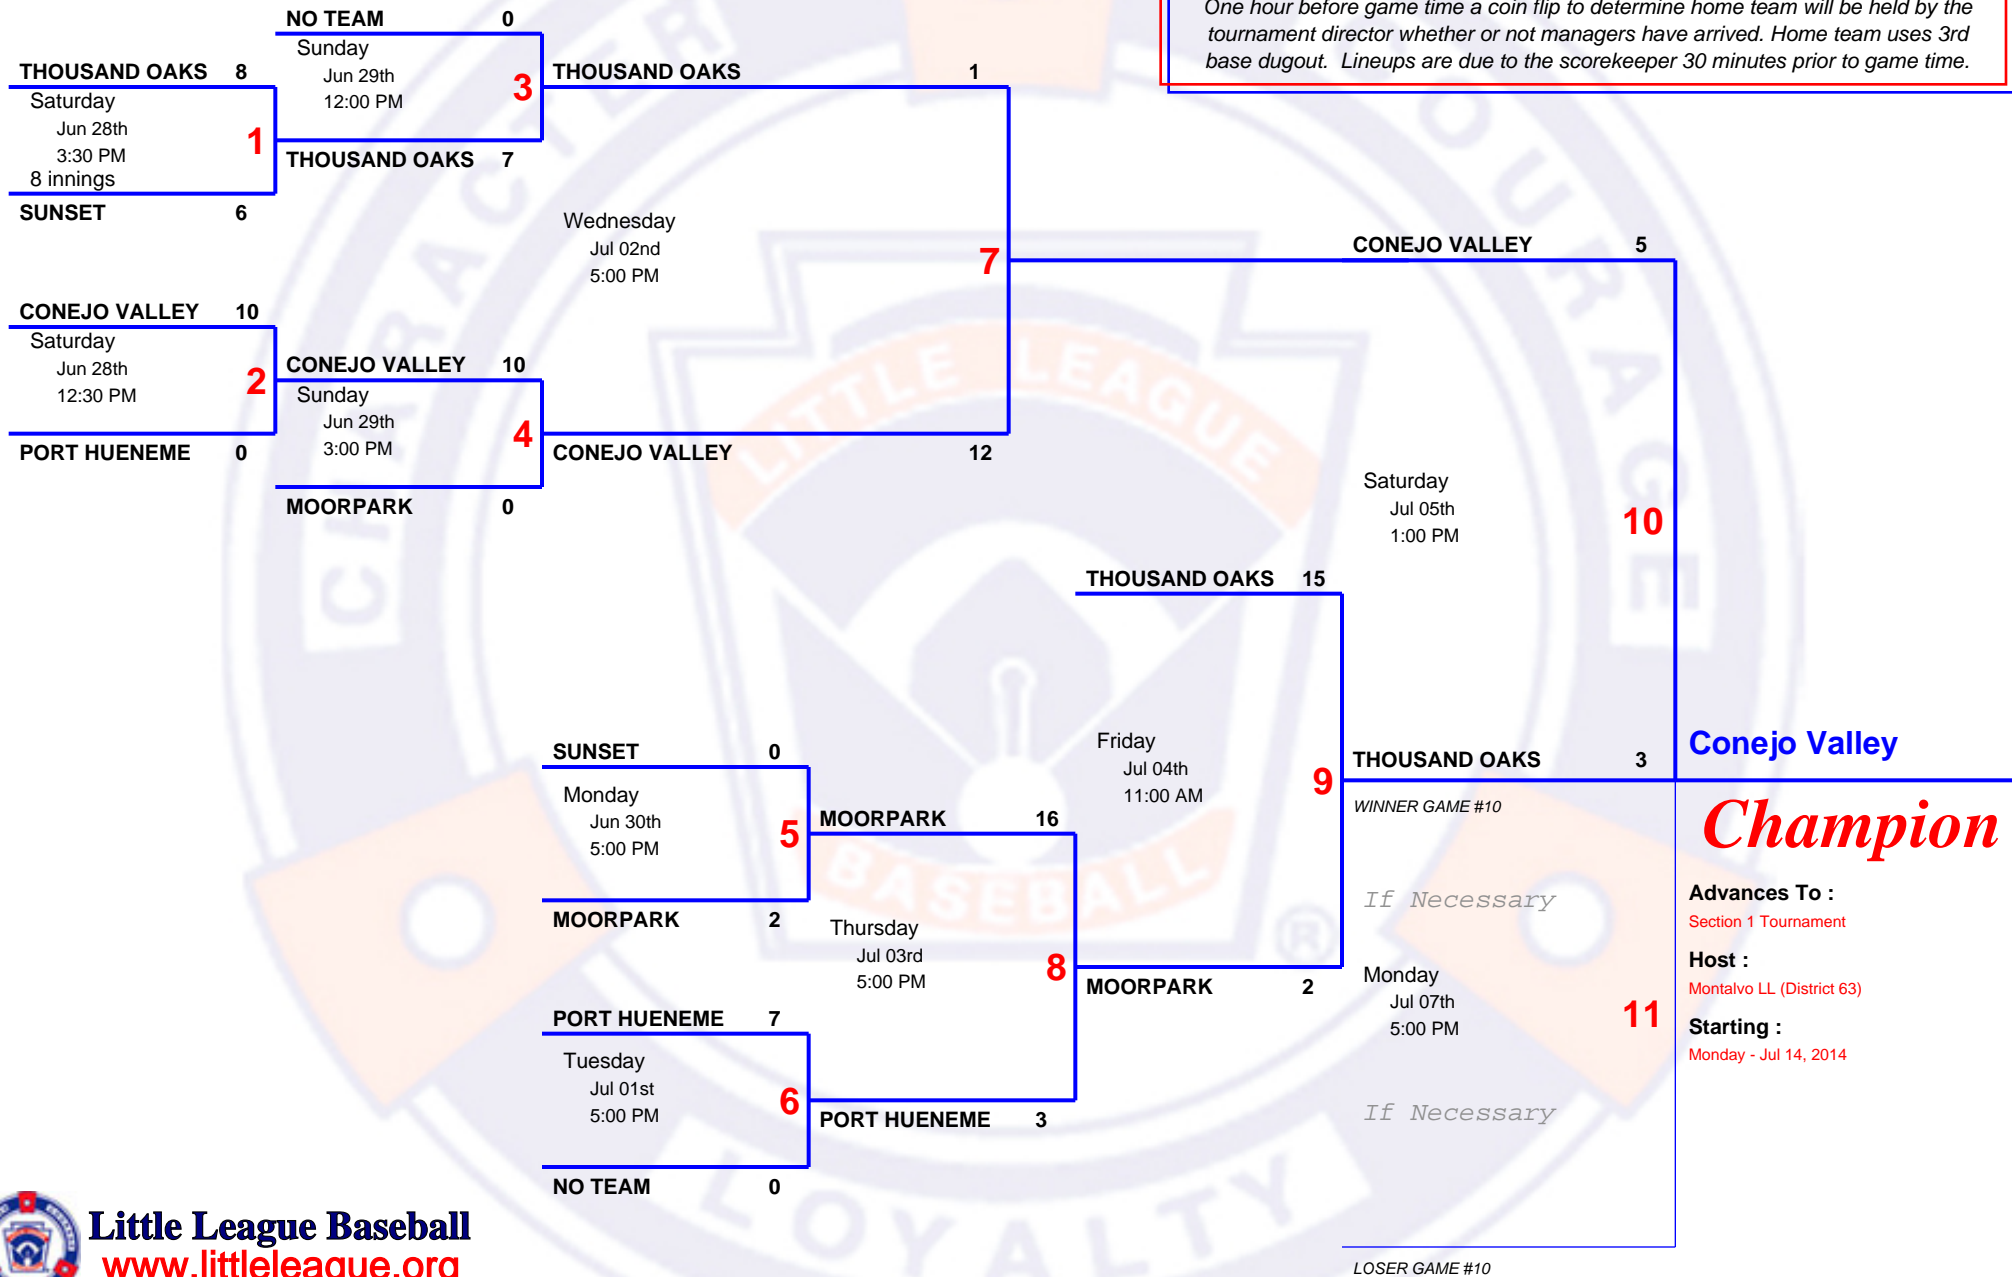 One hour before game time a coin flip to determine home team will be held by the
tournament director whether or not managers have arrived. Home team uses 3rd
base dugout. Lineups are due to the scorekeeper 30 minutes prior to game time.
NO TEAM 0
Sunday
Jun 29th
12:00 PM
3
THOUSAND OAKS 7
THOUSAND OAKS 8
Saturday
Jun 28th
3:30 PM
8 innings
1
SUNSET 6
THOUSAND OAKS 1
Wednesday
Jul 02nd
5:00 PM
7
CONEJO VALLEY 12
CONEJO VALLEY 10
Saturday
Jun 28th
12:30 PM
2
PORT HUENEME 0
CONEJO VALLEY 10
Sunday
Jun 29th
3:00 PM
4
MOORPARK 0
CONEJO VALLEY 5
Saturday
Jul 05th
1:00 PM
10
THOUSAND OAKS 3
THOUSAND OAKS 15
Friday
Jul 04th
11:00 AM
9
MOORPARK 2
SUNSET 0
Monday
Jun 30th
5:00 PM
5
MOORPARK 2
MOORPARK 16
Thursday
Jul 03rd
5:00 PM
8
PORT HUENEME 3
PORT HUENEME 7
Tuesday
Jul 01st
5:00 PM
6
NO TEAM 0
WINNER GAME #10
If Necessary
Monday
Jul 07th
5:00 PM
11
If Necessary
LOSER GAME #10
Conejo Valley
Champion
Advances To :
Section 1 Tournament
Host :
Montalvo LL (District 63)
Starting :
Monday - Jul 14, 2014
CHARACTER
COURAGE
LOYALTY
LITTLE LEAGUE
BASEBALL
®
Little League Baseball
www.littleleague.org